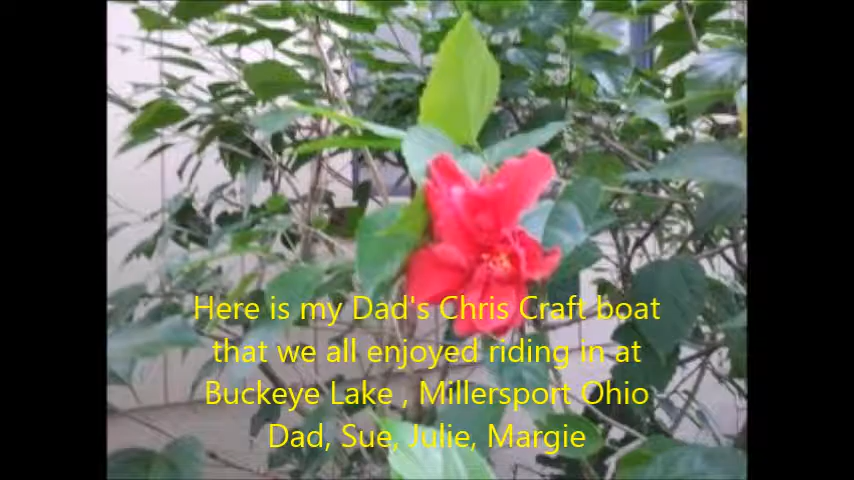 Here is my Dad's Chris Craft boat
that we all enjoyed riding in at
Buckeye Lake , Millersport Ohio
Dad, Sue, Julie, Margie